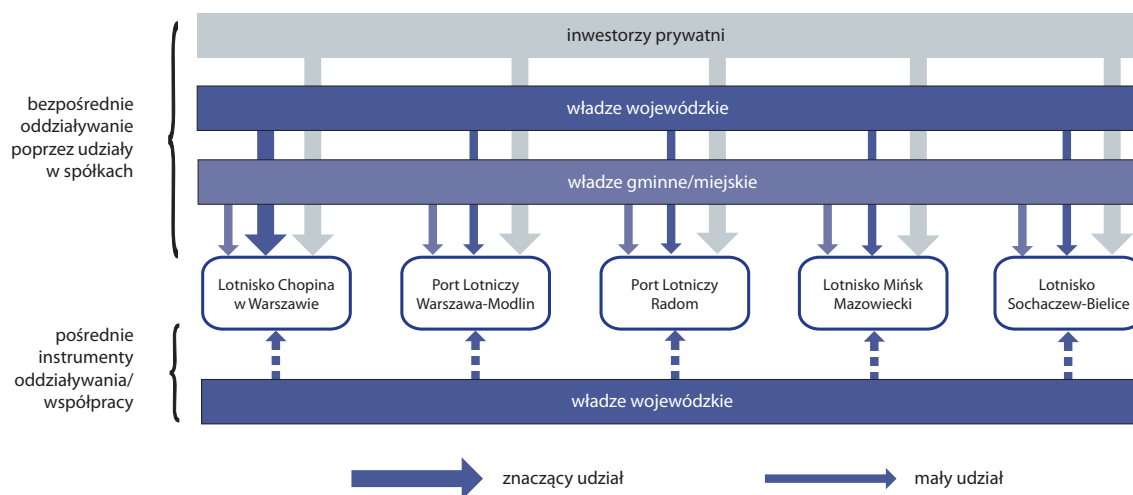 inwestorzy prywatni
bezpośrednie
oddziaływanie
poprzez udziały
w spółkach
władze wojewódzkie
władze gminne/miejskie
Lotnisko Chopina
w Warszawie
Port Lotniczy
Warszawa-Modlin
Port Lotniczy
Radom
Lotnisko Mińsk
Mazowiecki
Lotnisko
Sochaczew-Bielice
pośrednie
instrumenty
oddziaływania/
współpracy
władze wojewódzkie
znaczący udział
mały udział